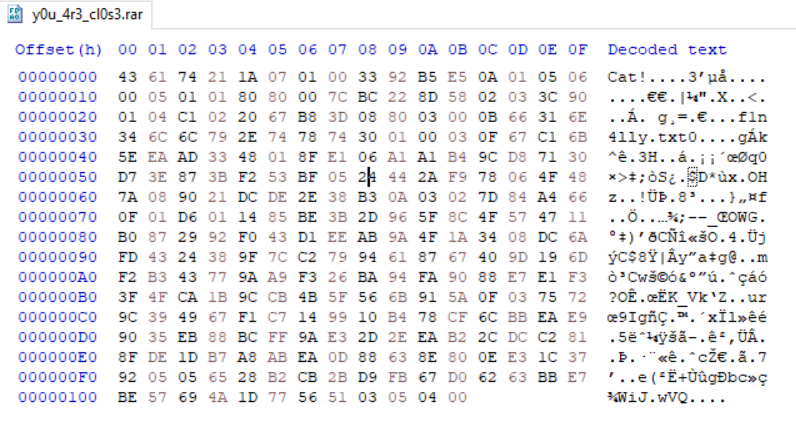 y0u_4r3_cl0s3.rar
Offset(h) 00 01 02 03 04 05 06 07 08 09 0A 0B 0C 0D 0E 0F Decoded text
00000000 43 61 74 21 1A 07 01 00 33 92 B5 E5 0A 01 05 06 Cat!....3’µå....
00000010 00 05 01 01 80 80 00 7C BC 22 8D 58 02 03 3C 90 ....€€.|¼".X..<.
00000020 01 04 C1 02 20 67 B8 3D 08 80 03 00 0B 66 31 6E ..Á. g¸=.€...f1n
00000030 34 6C 6C 79 2E 74 78 74 30 01 00 03 0F 67 C1 6B 4lly.txt0....gÁk
00000040 5E EA AD 33 48 01 8F E1 06 A1 A1 B4 9C D8 71 30 ^ê.3H..á.¡¡´œØq0
00000050 D7 3E 87 3B F2 53 BF 05 24 44 2A F9 78 06 4F 48 ×>‡;òS¿.$D*ùx.OH
00000060 7A 08 90 21 DC DE 2E 38 B3 0A 03 02 7D 84 A4 66 z..!ÜÞ.8³...}„¤f
00000070 0F 01 D6 01 14 85 BE 3B 2D 96 5F 8C 4F 57 47 11 ..Ö..…¾;-–_ŒOWG.
00000080 B0 87 29 92 F0 43 D1 EE AB 9A 4F 1A 34 08 DC 6A °‡)’ðCÑî«šO.4.Üj
00000090 FD 43 24 38 9F 7C C2 79 94 61 87 67 40 9D 19 6D ýC$8Ÿ|Ây”a‡g@..m
000000A0 F2 B3 43 77 9A A9 F3 26 BA 94 FA 90 88 E7 E1 F3 ò³Cwš©ó&º”ú.ˆçáó
000000B0 3F 4F CA 1B 9C CB 4B 5F 56 6B 91 5A 0F 03 75 72 ?OÊ.œËK_Vk‘Z..ur
000000C0 9C 39 49 67 F1 C7 14 99 10 B4 78 CF 6C BB EA E9 œ9IgñÇ.™.´xÏl»êé
000000D0 90 35 EB 88 BC FF 9A E3 2D 2E EA B2 2C DC C2 81 .5ëˆ¼ÿšã-.ê²,ÜÂ.
000000E0 8F DE 1D B7 A8 AB EA 0D 88 63 8E 80 0E E3 1C 37 .Þ.·¨«ê.ˆcŽ€.ã.7
000000F0 92 05 05 65 28 B2 CB 2B D9 FB 67 D0 62 63 BB E7 ’..e(²Ë+ÙûgÐbc»ç
00000100 BE 57 69 4A 1D 77 56 51 03 05 04 00 ¾WiJ.wVQ....